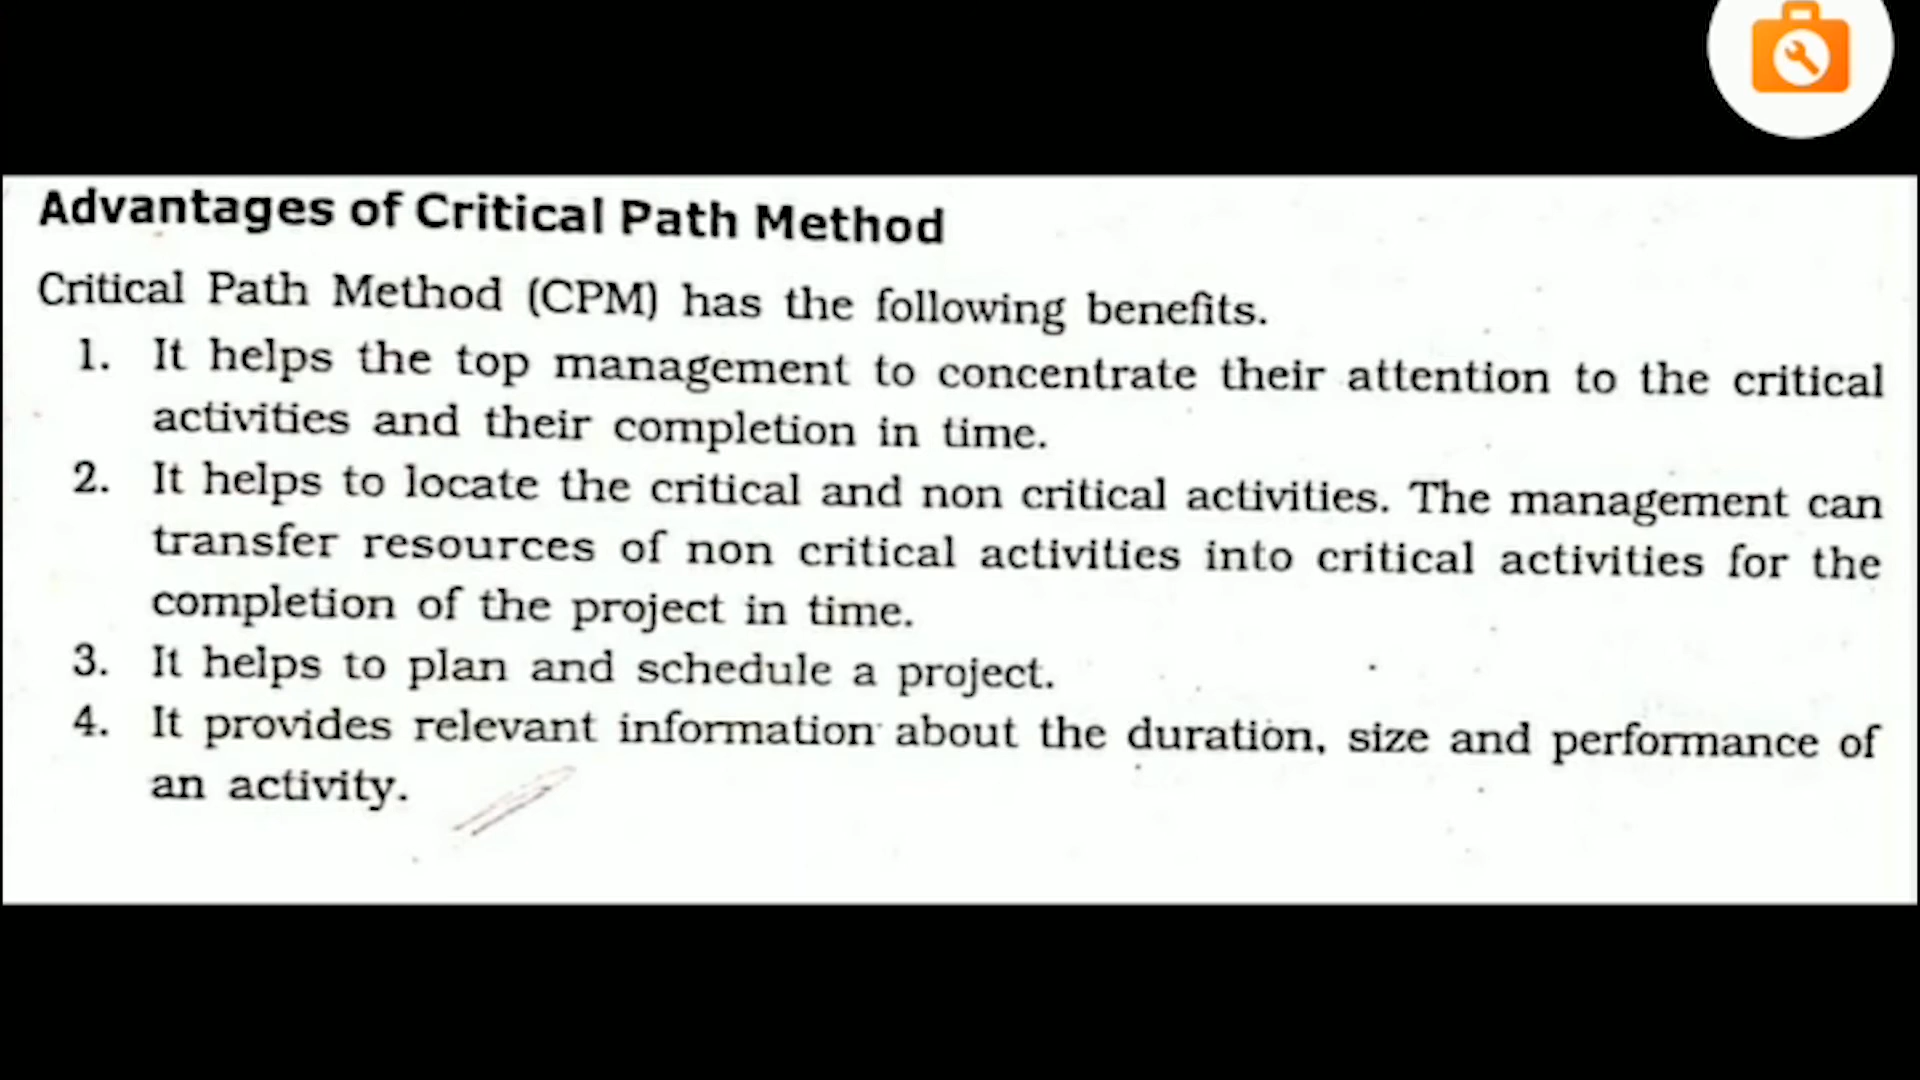 Advantages of Critical Path Method
Critical Path Method (CPM) has the following benefits.
1. It helps the top management to concentrate their attention to the critical
activities and their completion in time.
2. It helps to locate the critical and non critical activities. The management can
transfer resources of non critical activities into critical activities for the
completion of the project in time.
3. It helps to plan and schedule a project.
4. It provides relevant information about the duration, size and performance of
an activity.